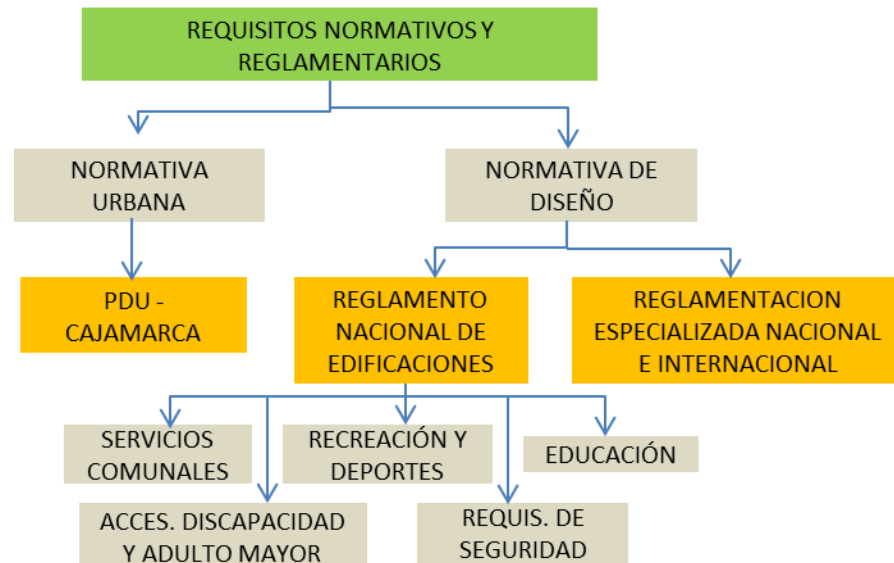 REQUISITOS NORMATIVOS Y
REGLAMENTARIOS
NORMATIVA
URBANA
NORMATIVA DE
DISEÑO
PDU -
CAJAMARCA
REGLAMENTO
NACIONAL DE
EDIFICACIONES
REGLAMENTACION
ESPECIALIZADA NACIONAL
E INTERNACIONAL
SERVICIOS
COMUNALES
RECREACIÓN Y
DEPORTES
EDUCACIÓN
ACCES. DISCAPACIDAD
Y ADULTO MAYOR
REQUIS. DE
SEGURIDAD